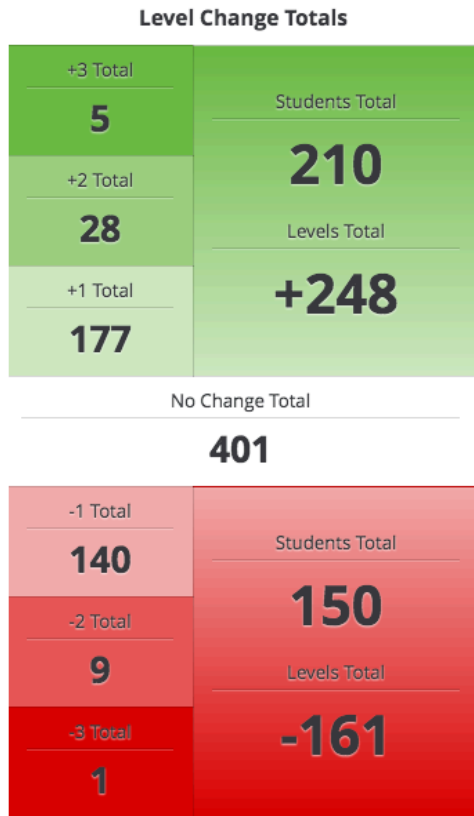 Level Change Totals
+3 Total
5
+2 Total
28
+1 Total
177
Students Total
210
Levels Total
+248
No Change Total
401
-1 Total
140
-2 Total
9
-3 Total
1
Students Total
150
Levels Total
-161